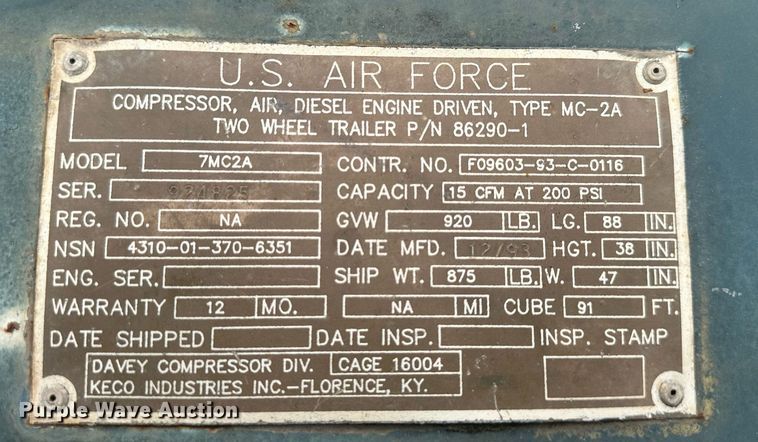 U.S. AIR FORCE
COMPRESSOR, AIR, DIESEL ENGINE DRIVEN, TYPE MC-2A
TWO WHEEL TRAILER P/N 86290-1
MODEL 7MC2A CONTR. NO. F09603-93-C-0116
SER. 934825 CAPACITY 15 CFM AT 200 PSI
REG. NO. NA GVW 920 LB. LG. 88 IN.
NSN 4310-01-370-6351 DATE MFD. 12/93 HGT. 38 IN.
ENG. SER. SHIP WT. 875 LB. W. 47 IN.
WARRANTY 12 MO. NA MI CUBE 91 FT.
DATE SHIPPED DATE INSP. INSP. STAMP
DAVEY COMPRESSOR DIV. CAGE 16004
KECO INDUSTRIES INC.-FLORENCE, KY.
Purple Wave Auction